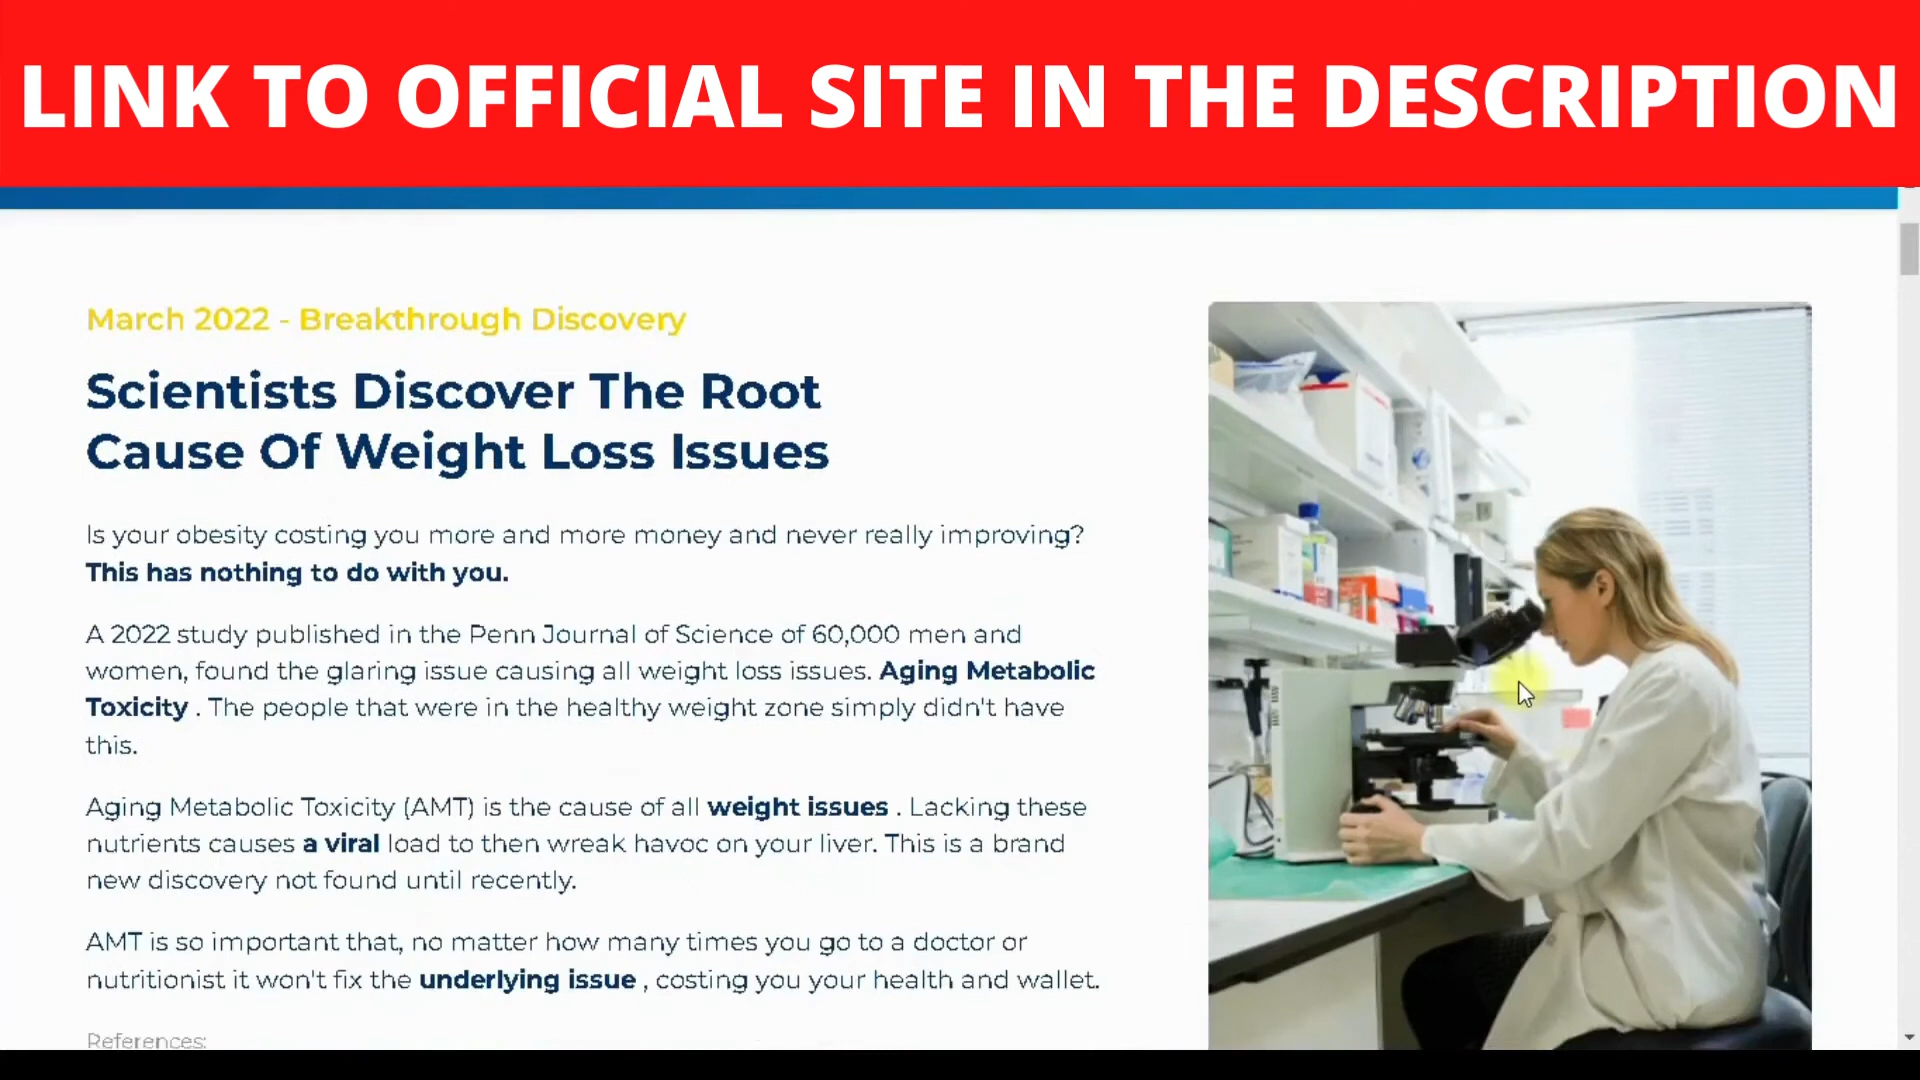 LINK TO OFFICIAL SITE IN THE DESCRIPTION
March 2022 - Breakthrough Discovery
Scientists Discover The Root
Cause Of Weight Loss Issues
Is your obesity costing you more and more money and never really improving?
This has nothing to do with you.
A 2022 study published in the Penn Journal of Science of 60,000 men and
women, found the glaring issue causing all weight loss issues. Aging Metabolic
Toxicity . The people that were in the healthy weight zone simply didn't have
this.
Aging Metabolic Toxicity (AMT) is the cause of all weight issues . Lacking these
nutrients causes a viral load to then wreak havoc on your liver. This is a brand
new discovery not found until recently.
AMT is so important that, no matter how many times you go to a doctor or
nutritionist it won't fix the underlying issue , costing you your health and wallet.
References: